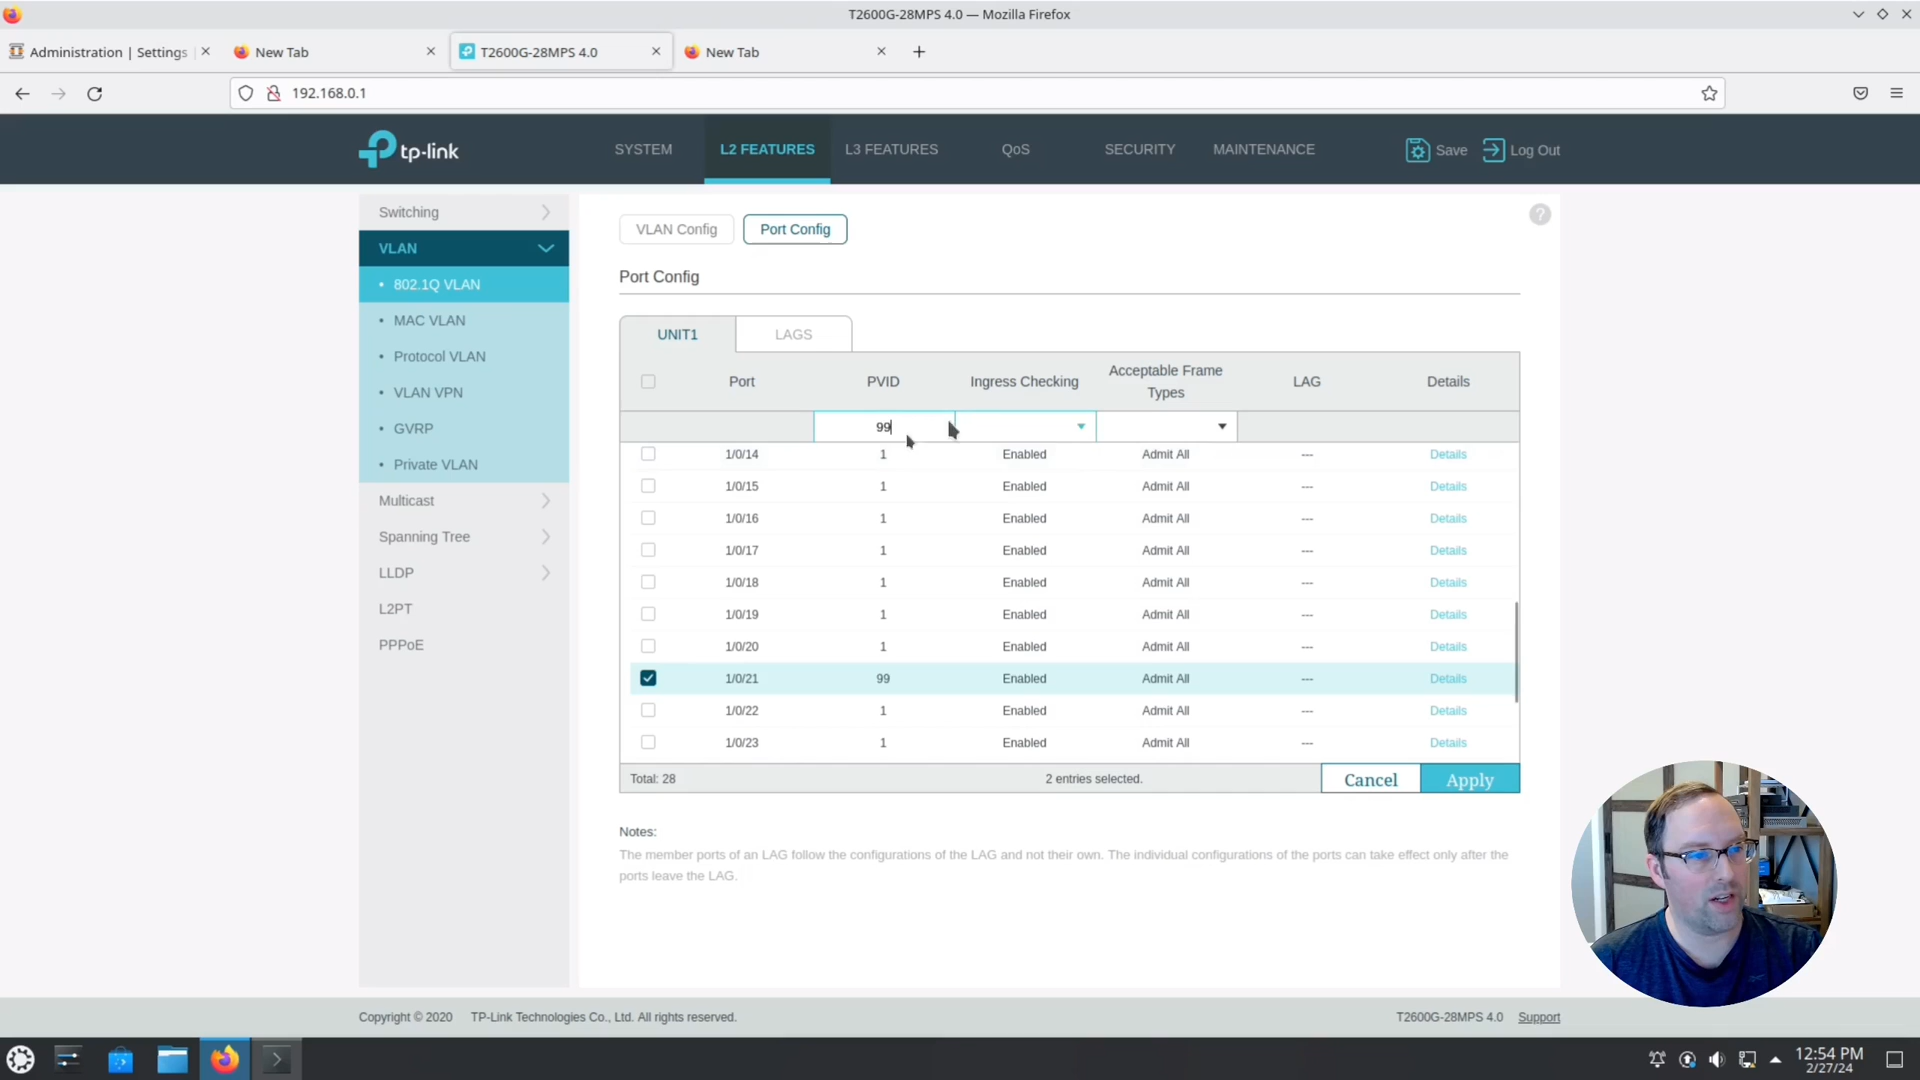 T2600G-28MPS 4.0 — Mozilla Firefox
Administration | Settings
New Tab
T2600G-28MPS 4.0
New Tab
192.168.0.1
tp-link
SYSTEM
L2 FEATURES
L3 FEATURES
QoS
SECURITY
MAINTENANCE
Save
Log Out
Switching
VLAN
802.1Q VLAN
MAC VLAN
Protocol VLAN
VLAN VPN
GVRP
Private VLAN
Multicast
Spanning Tree
LLDP
L2PT
PPPoE
VLAN Config
Port Config
?
Port Config
UNIT1
LAGS
Port PVID Ingress Checking Acceptable Frame Types LAG Details
99
1/0/14 1 Enabled Admit All --- Details
1/0/15 1 Enabled Admit All --- Details
1/0/16 1 Enabled Admit All --- Details
1/0/17 1 Enabled Admit All --- Details
1/0/18 1 Enabled Admit All --- Details
1/0/19 1 Enabled Admit All --- Details
1/0/20 1 Enabled Admit All --- Details
1/0/21 99 Enabled Admit All --- Details
1/0/22 1 Enabled Admit All --- Details
1/0/23 1 Enabled Admit All --- Details
Total: 28
2 entries selected.
Cancel
Apply
Notes:
The member ports of an LAG follow the configurations of the LAG and not their own. The individual configurations of the ports can take effect only after the
ports leave the LAG.
Copyright © 2020 TP-Link Technologies Co., Ltd. All rights reserved.
T2600G-28MPS 4.0 Support
12:54 PM
2/27/24